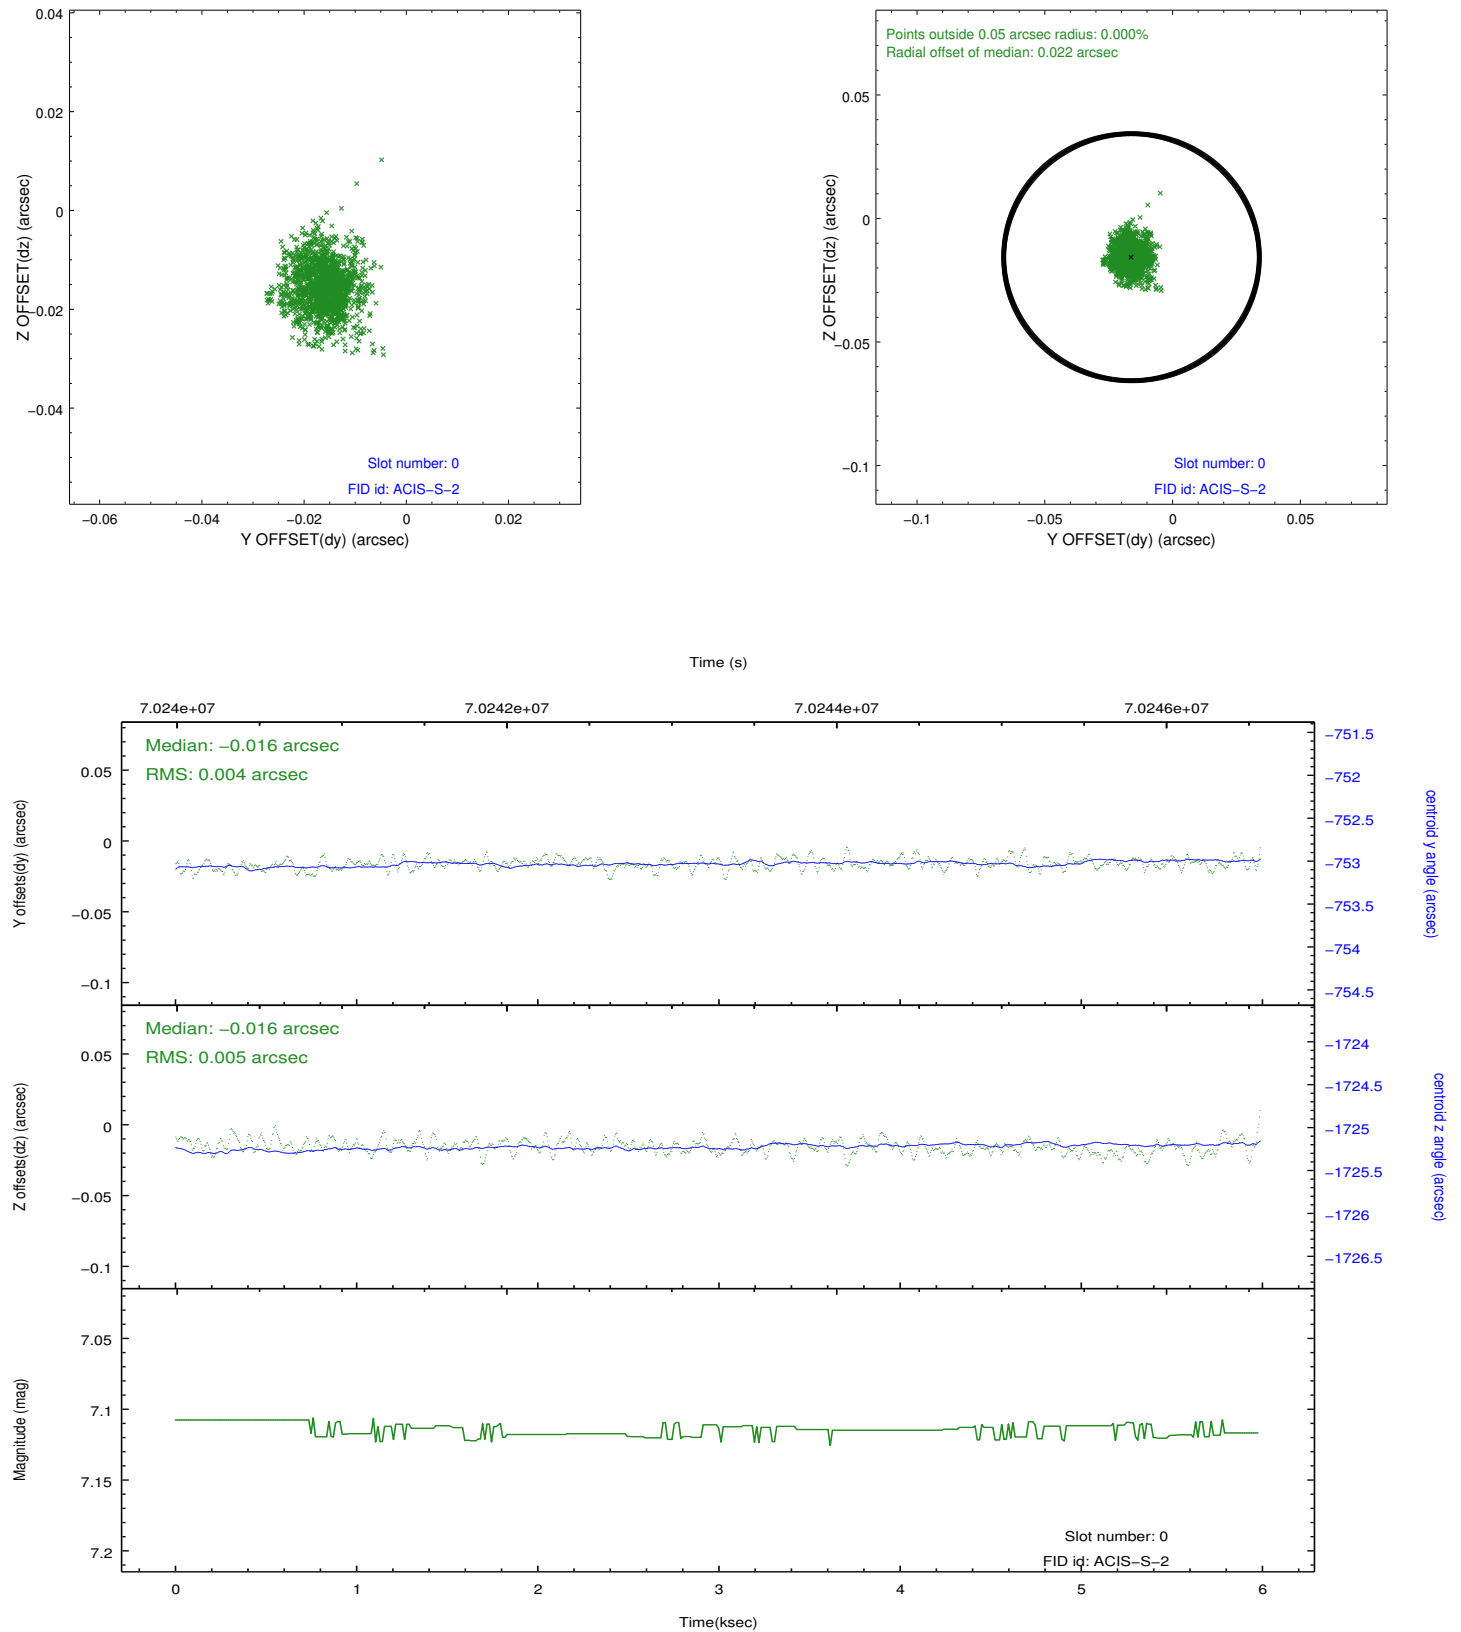 0.04
0.02
0
−0.02
−0.04
Z OFFSET(dz) (arcsec)
Slot number: 0
FID id: ACIS−S−2
−0.06
−0.04
−0.02
0
0.02
Y OFFSET(dy) (arcsec)
Points outside 0.05 arcsec radius: 0.000%
Radial offset of median: 0.022 arcsec
0.05
0
−0.05
−0.1
Z OFFSET(dz) (arcsec)
Slot number: 0
FID id: ACIS−S−2
−0.1
−0.05
0
0.05
Y OFFSET(dy) (arcsec)
Time (s)
7.024e+07
7.0242e+07
7.0244e+07
7.0246e+07
Median: −0.016 arcsec
RMS: 0.004 arcsec
0.05
0
−0.05
−0.1
Y offsets(dy) (arcsec)
−751.5
−752
−752.5
−753
−753.5
−754
−754.5
centroid y angle (arcsec)
Median: −0.016 arcsec
RMS: 0.005 arcsec
0.05
0
−0.05
−0.1
Z offsets(dz) (arcsec)
−1724
−1724.5
−1725
−1725.5
−1726
−1726.5
centroid z angle (arcsec)
7.05
7.1
7.15
7.2
Magnitude (mag)
Slot number: 0
FID id: ACIS−S−2
0
1
2
3
4
5
6
Time(ksec)